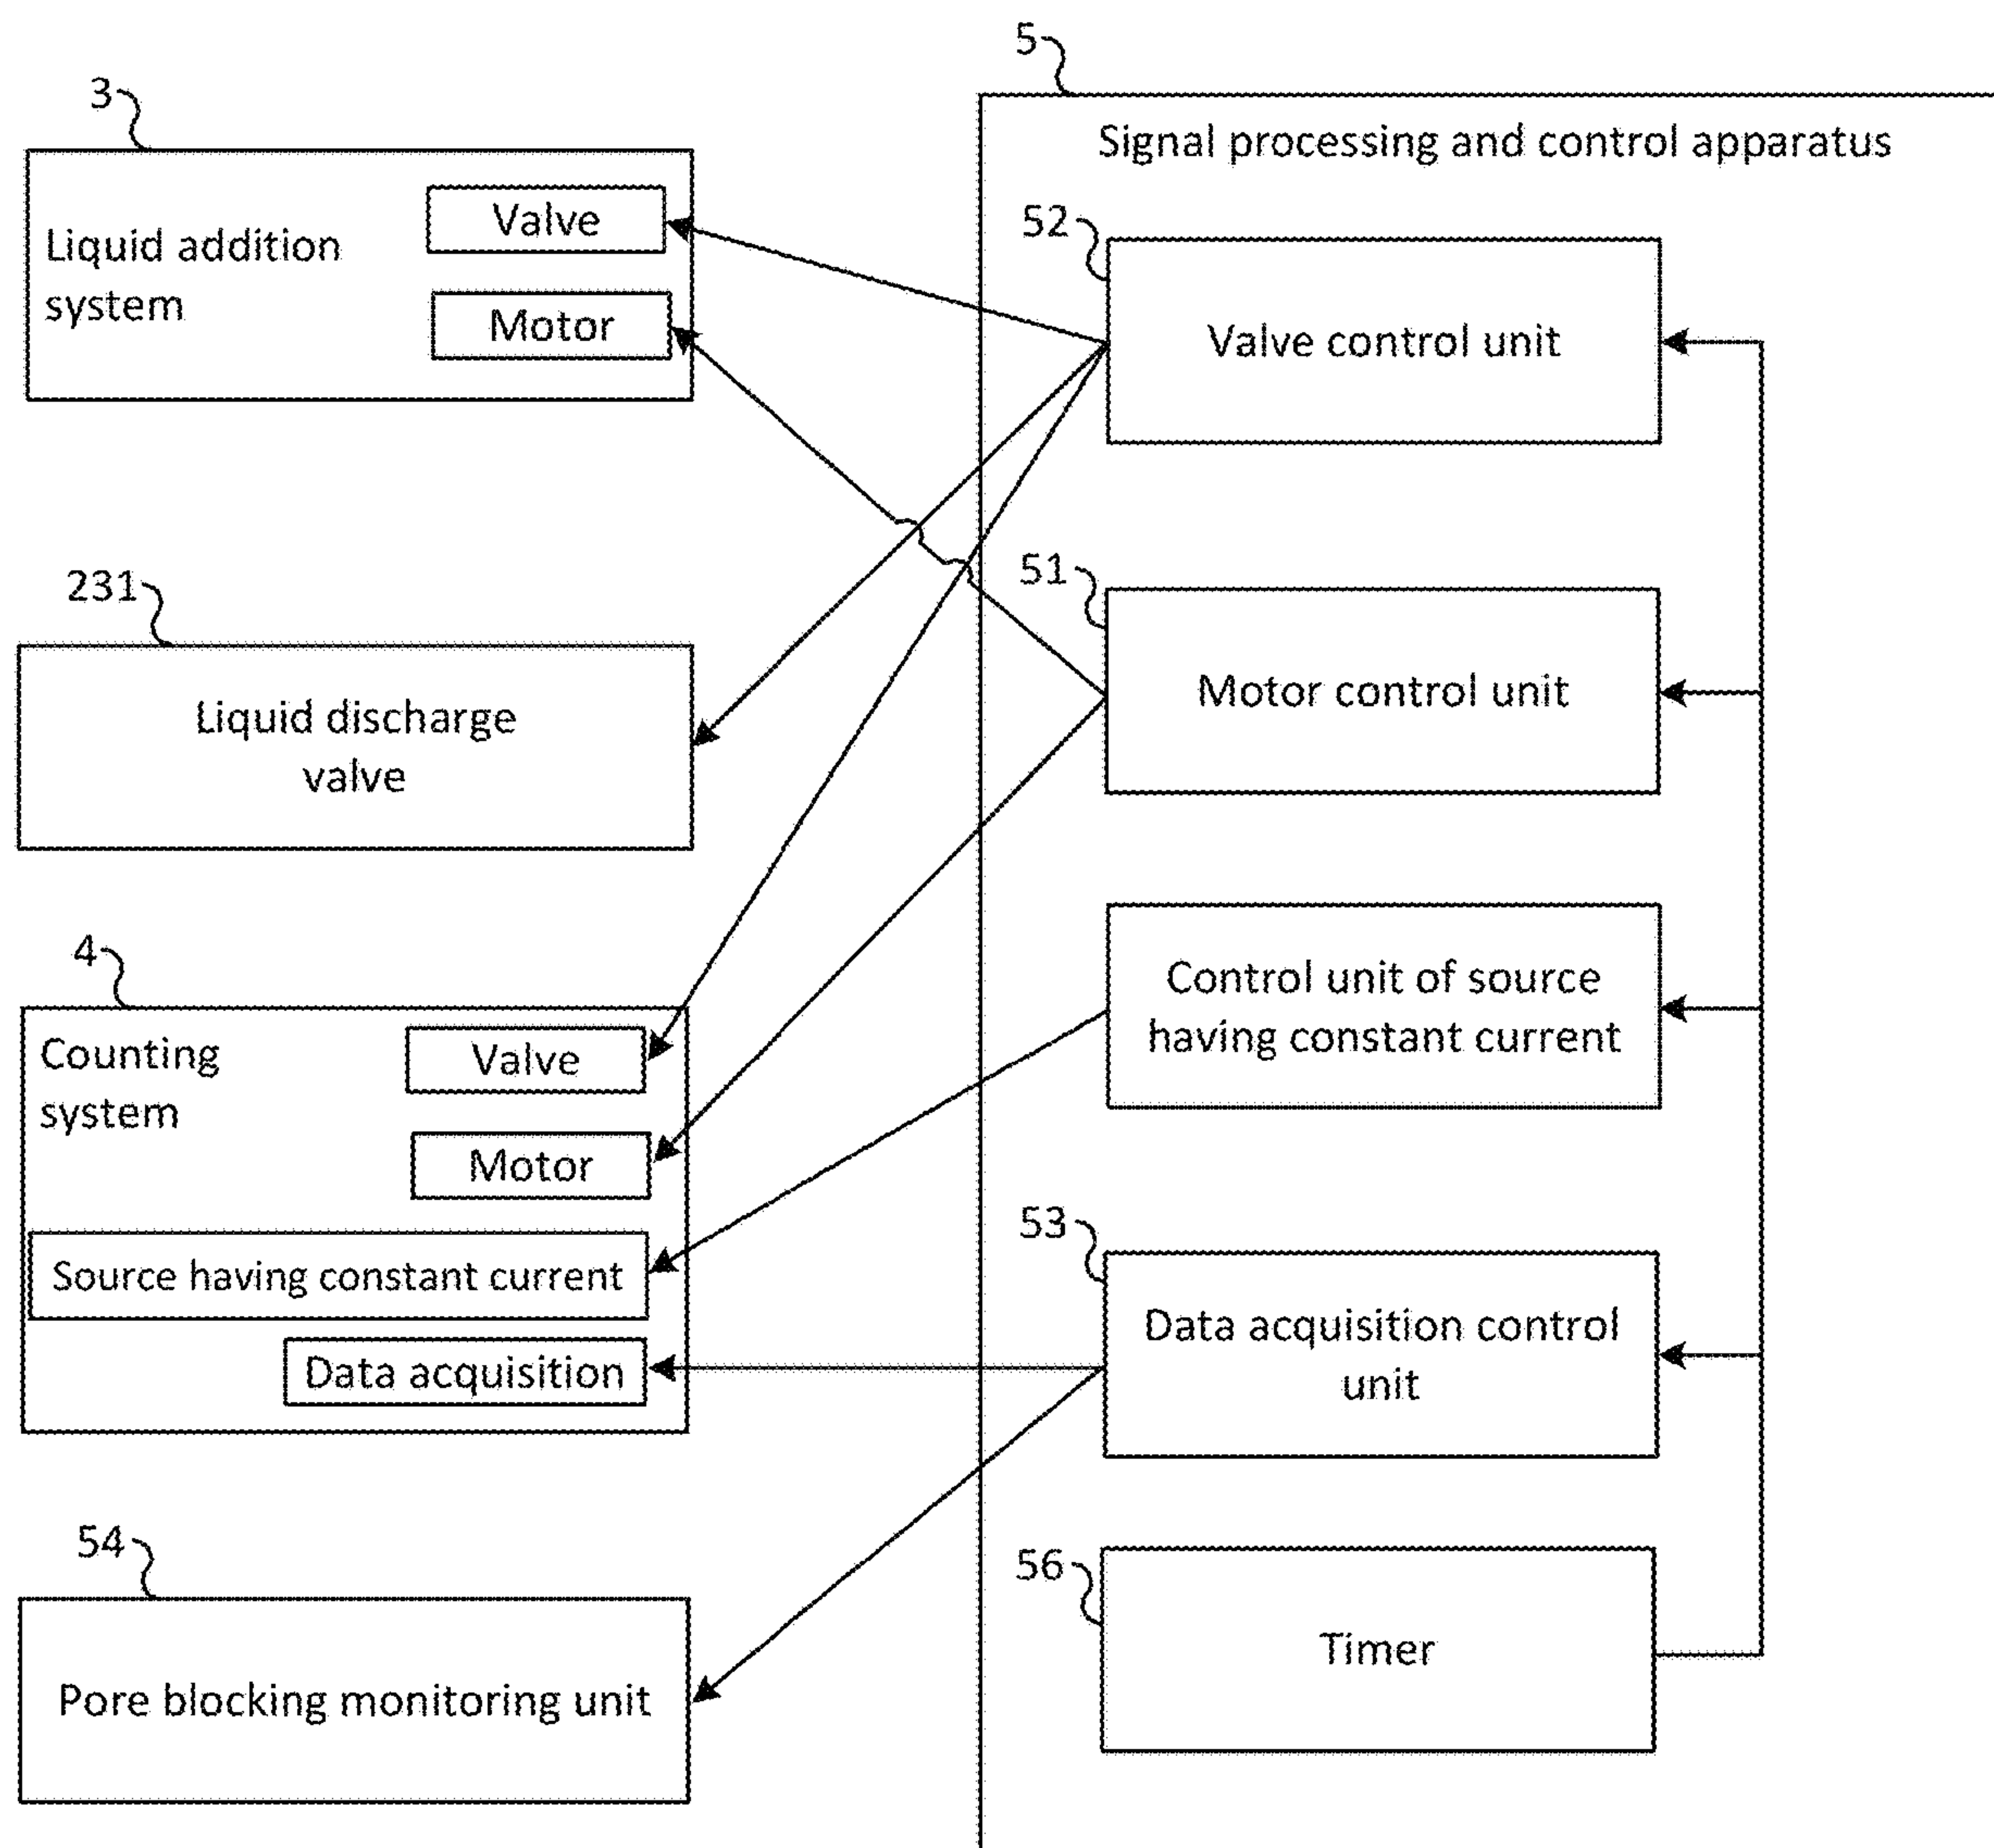 5
3
Signal processing and control apparatus
Valve
Liquid addition
system
Motor
52
Valve control unit
231
Liquid discharge
valve
51
Motor control unit
4
Counting
system
Valve
Motor
Source having constant current
Data acquisition
Control unit of source
having constant current
53
Data acquisition control
unit
54
Pore blocking monitoring unit
56
Timer